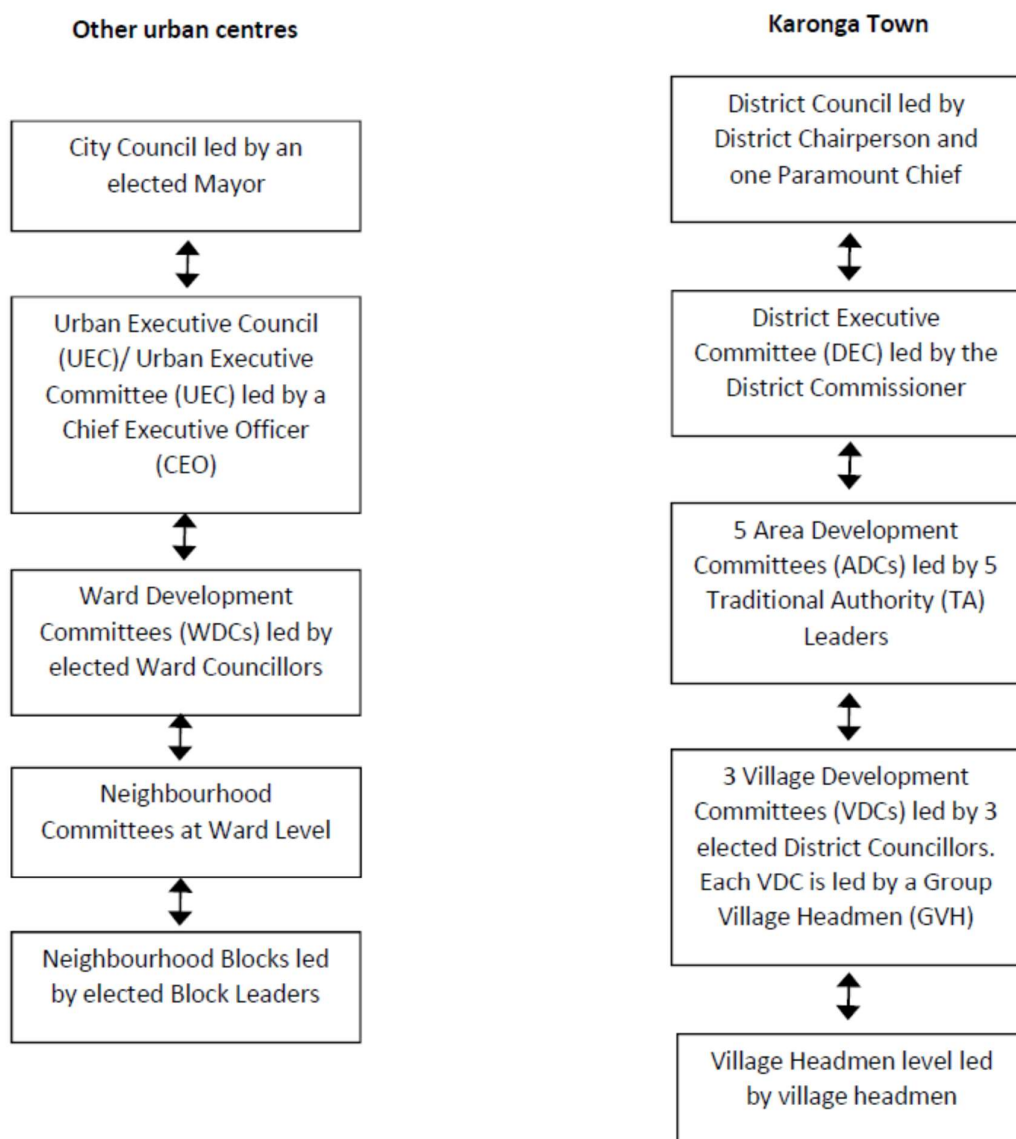 Other urban centres
City Council led by an
elected Mayor
Urban Executive Council
(UEC)/ Urban Executive
Committee (UEC) led by a
Chief Executive Officer
(CEO)
Ward Development
Committees (WDCs) led by
elected Ward Councillors
Neighbourhood
Committees at Ward Level
Neighbourhood Blocks led
by elected Block Leaders
Karonga Town
District Council led by
District Chairperson and
one Paramount Chief
District Executive
Committee (DEC) led by the
District Commissioner
5 Area Development
Committees (ADCs) led by 5
Traditional Authority (TA)
Leaders
3 Village Development
Committees (VDCs) led by 3
elected District Councillors.
Each VDC is led by a Group
Village Headmen (GVH)
Village Headmen level led
by village headmen